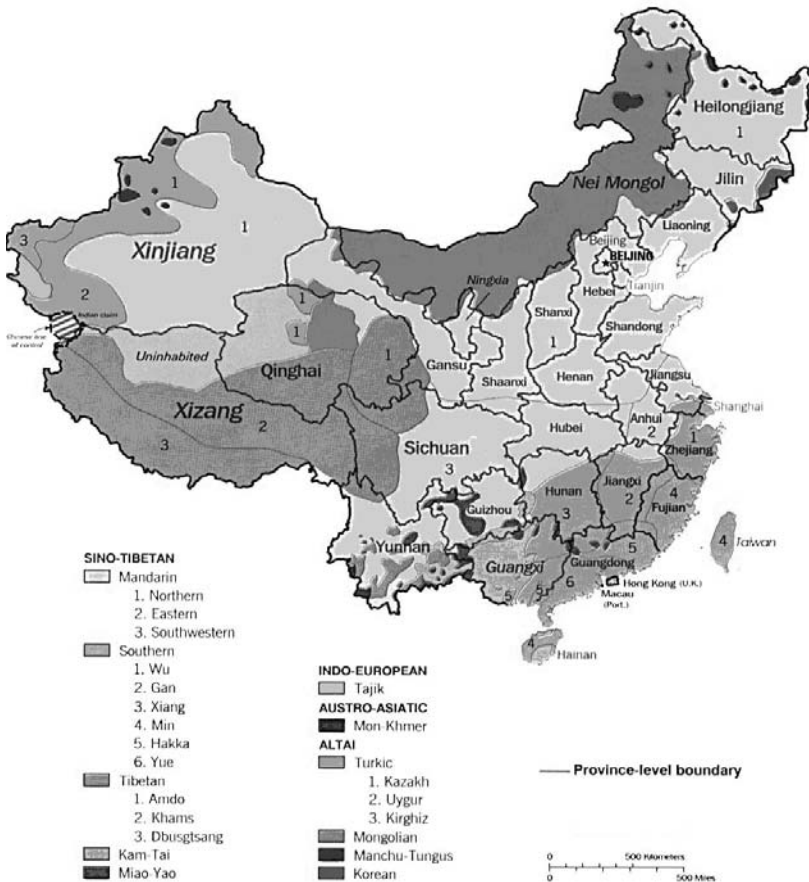 Heilongjiang
1
Jilin
Nei Mongol
Liaoning
1
1
Xinjiang
3
2
Beijing
BEIJING
Tianjin
Hebei
Ningxia
Indian claim
Chinese line
of control
Shanxi
1
Shandong
1
1
1
Uninhabited
Qinghai
Gansu
Shaanxi
Henan
Jiangsu
Shanghai
Xizang
2
3
Anhui
2
Hubei
1
Zhejiang
Sichuan
3
Hunan
3
Jiangxi
2
4
Fujian
Guizhou
Yunnan
Guangxi
5
5
Guangdong
5
6
4
Taiwan
Hong Kong (U.K.)
Macau
(Port.)
4
Hainan
SINO-TIBETAN
Mandarin
1. Northern
2. Eastern
3. Southwestern
Southern
1. Wu
2. Gan
3. Xiang
4. Min
5. Hakka
6. Yue
Tibetan
1. Amdo
2. Khams
3. Dbusgtsang
Kam-Tai
Miao-Yao
INDO-EUROPEAN
Tajik
AUSTRO-ASIATIC
Mon-Khmer
ALTAI
Turkic
1. Kazakh
2. Uygur
3. Kirghiz
Mongolian
Manchu-Tungus
Korean
Province-level boundary
0 500 Kilometers
0 500 Miles